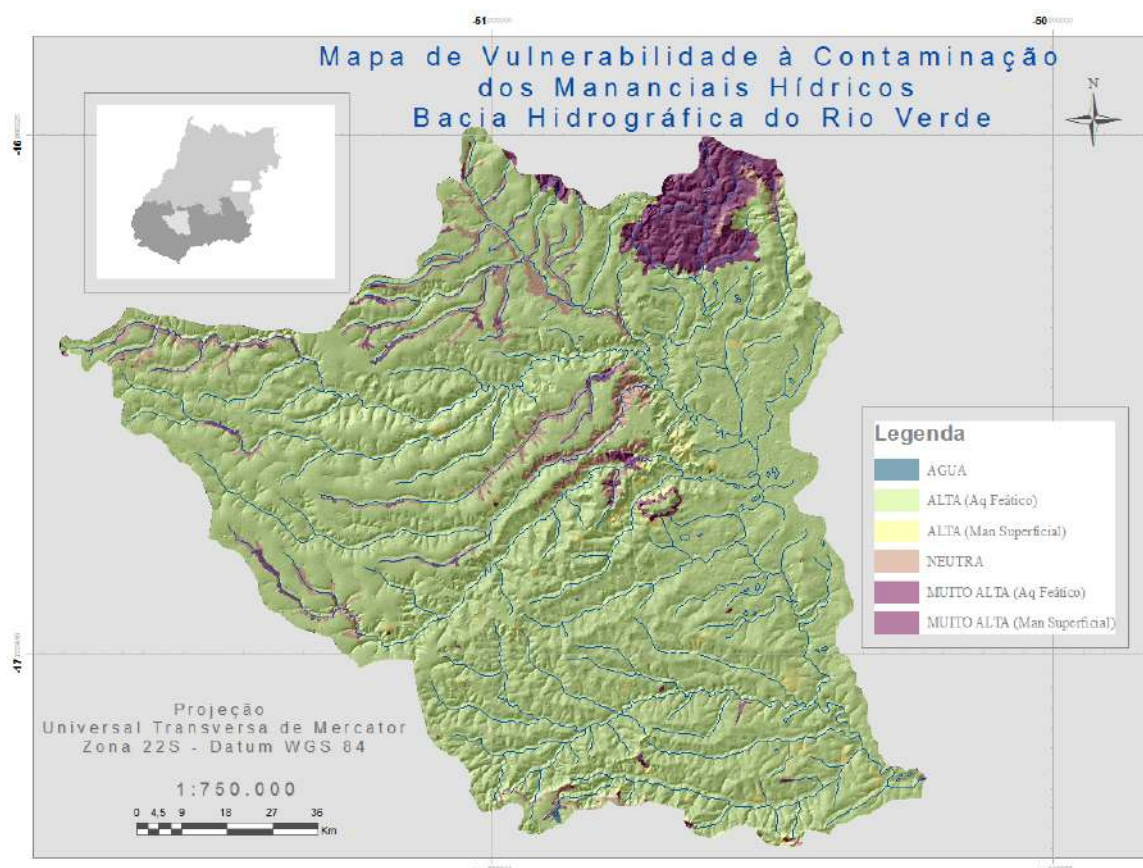 -51
-50
Mapa de Vulnerabilidade à Contaminação
dos Mananciais Hídricos
Bacia Hidrográfica do Rio Verde
N
-16
Legenda
AGUA
ALTA (Aq Feático)
ALTA (Man Superficial)
NEUTRA
MUITO ALTA (Aq Feático)
MUITO ALTA (Man Superficial)
-17
Projeção
Universal Transversa de Mercator
Zona 22S - Datum WGS 84
1:750.000
0 4,5 9 18 27 36
Km